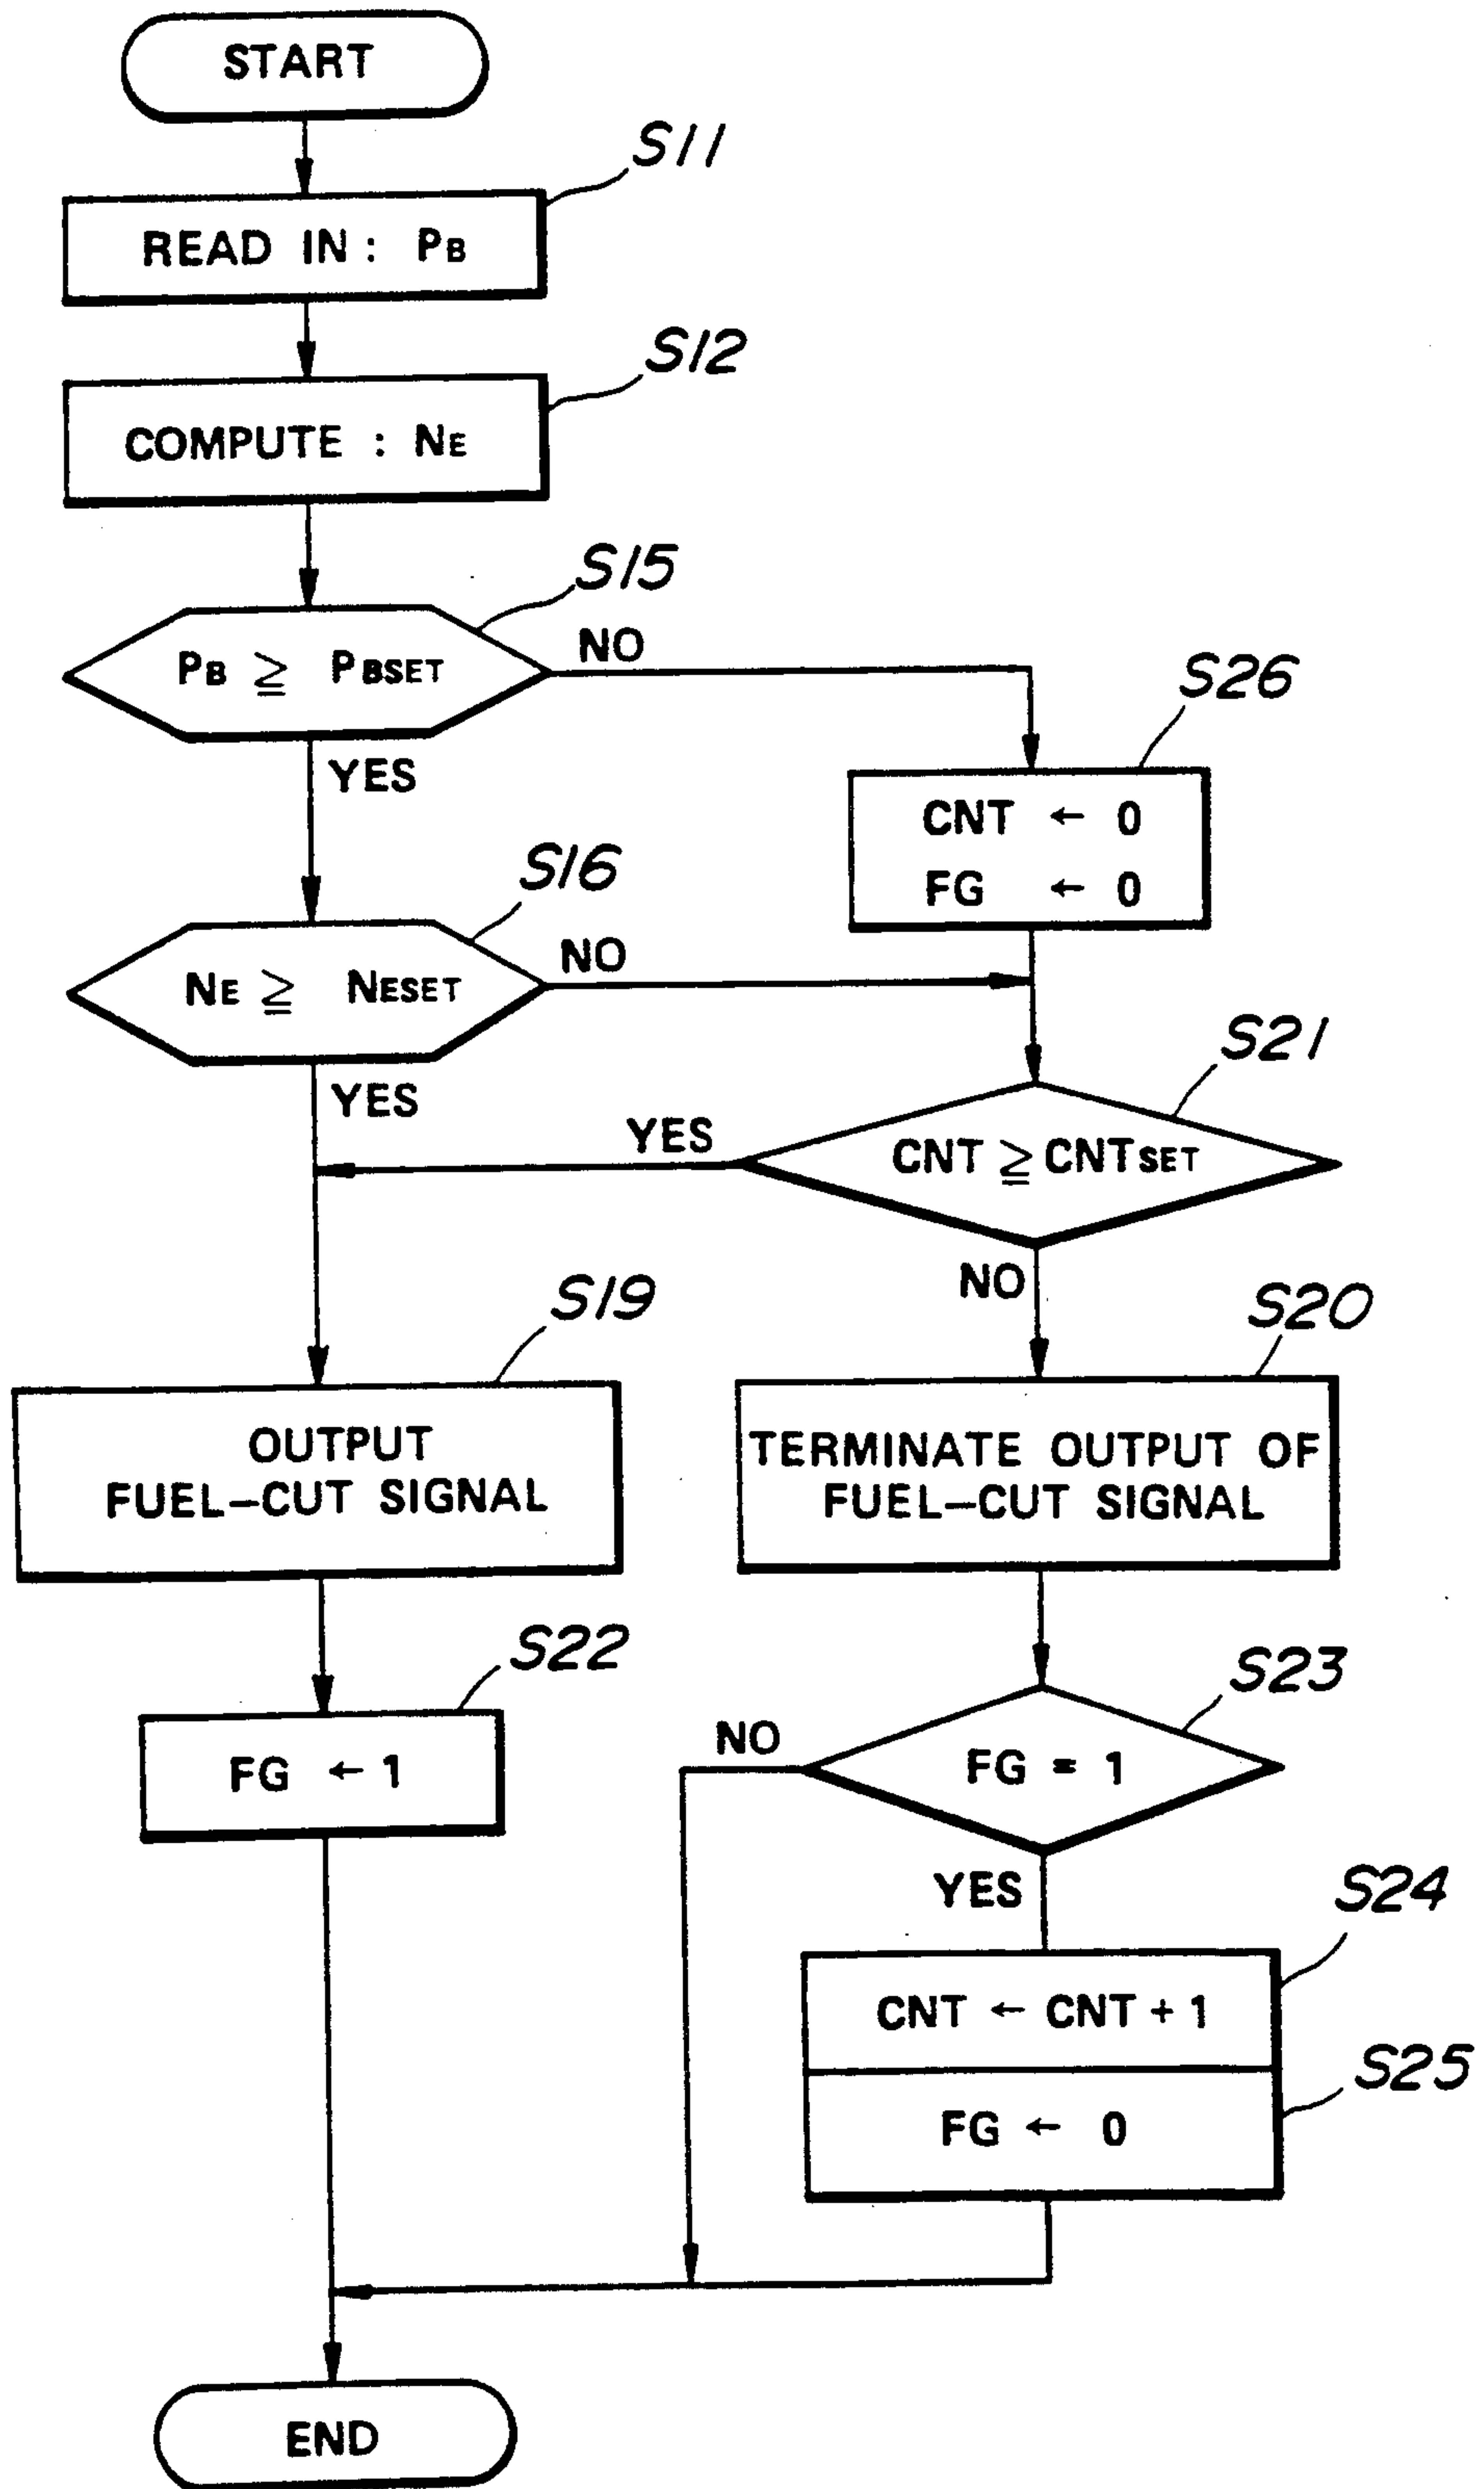 START
S11
READ IN : PB
S12
COMPUTE : NE
S15
PB ≧ PBSET
NO
YES
S26
CNT ← 0
FG ← 0
S16
NE ≧ NESET
NO
YES
S21
CNT ≧ CNTSET
YES
NO
S19
OUTPUT
FUEL-CUT SIGNAL
S20
TERMINATE OUTPUT OF
FUEL-CUT SIGNAL
S22
FG ← 1
S23
FG = 1
NO
YES
S24
CNT ← CNT + 1
S25
FG ← 0
END